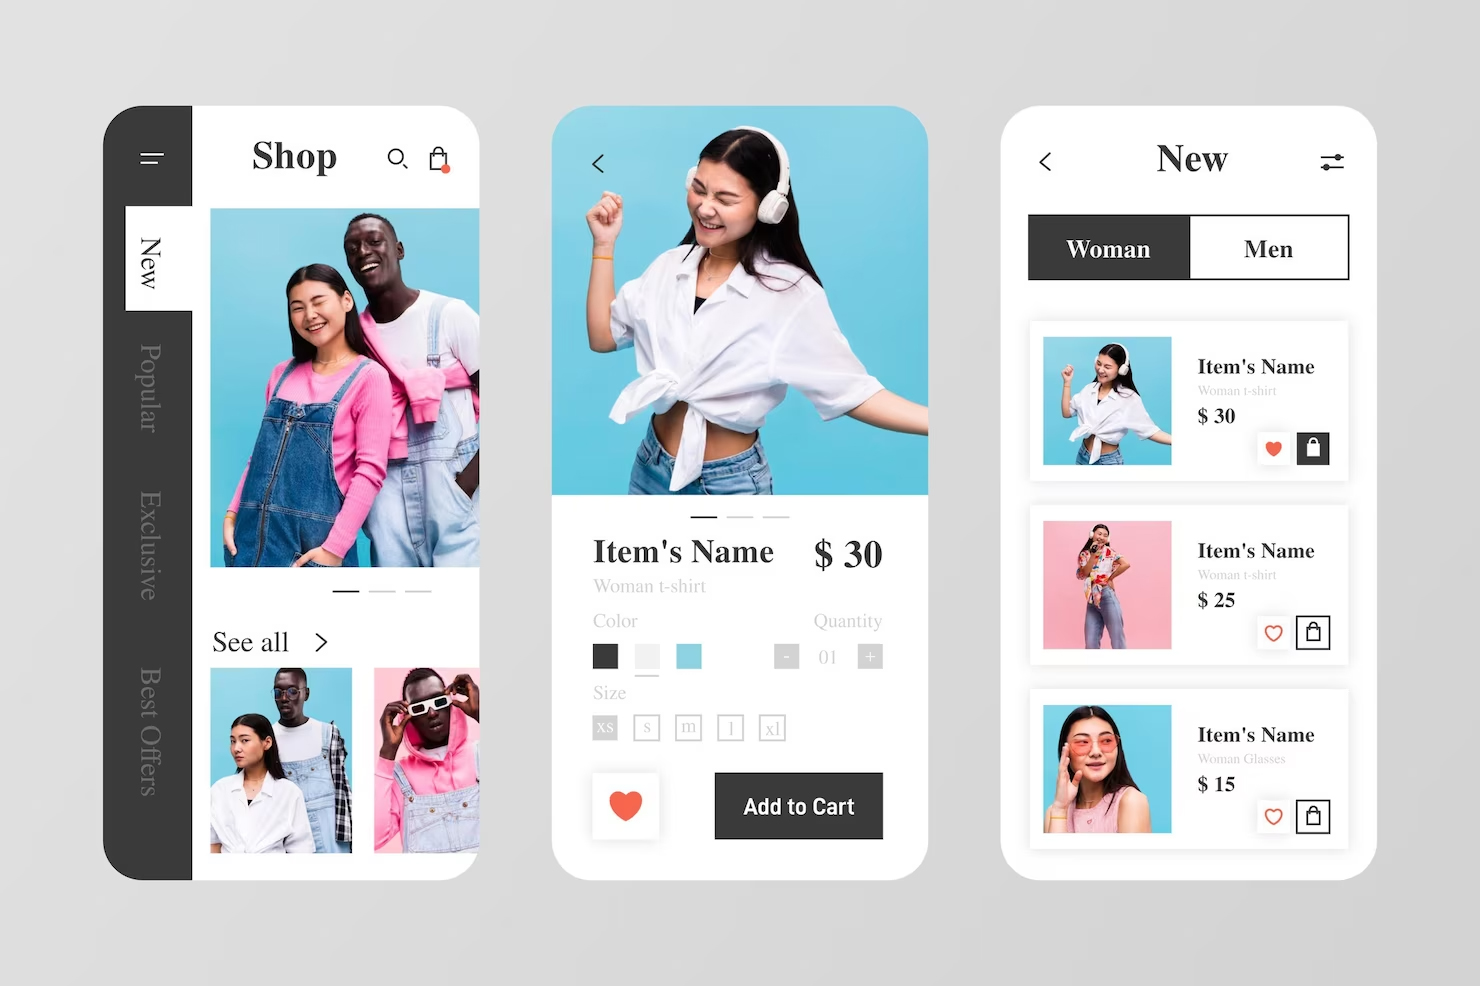 Shop
New
Popular
Exclusive
Best Offers
See all
Item's Name
$ 30
Woman t-shirt
Color
Quantity
- 01 +
Size
xs s m l xl
Add to Cart
New
Woman
Men
Item's Name
Woman t-shirt
$ 30
Item's Name
Woman t-shirt
$ 25
Item's Name
Woman Glasses
$ 15